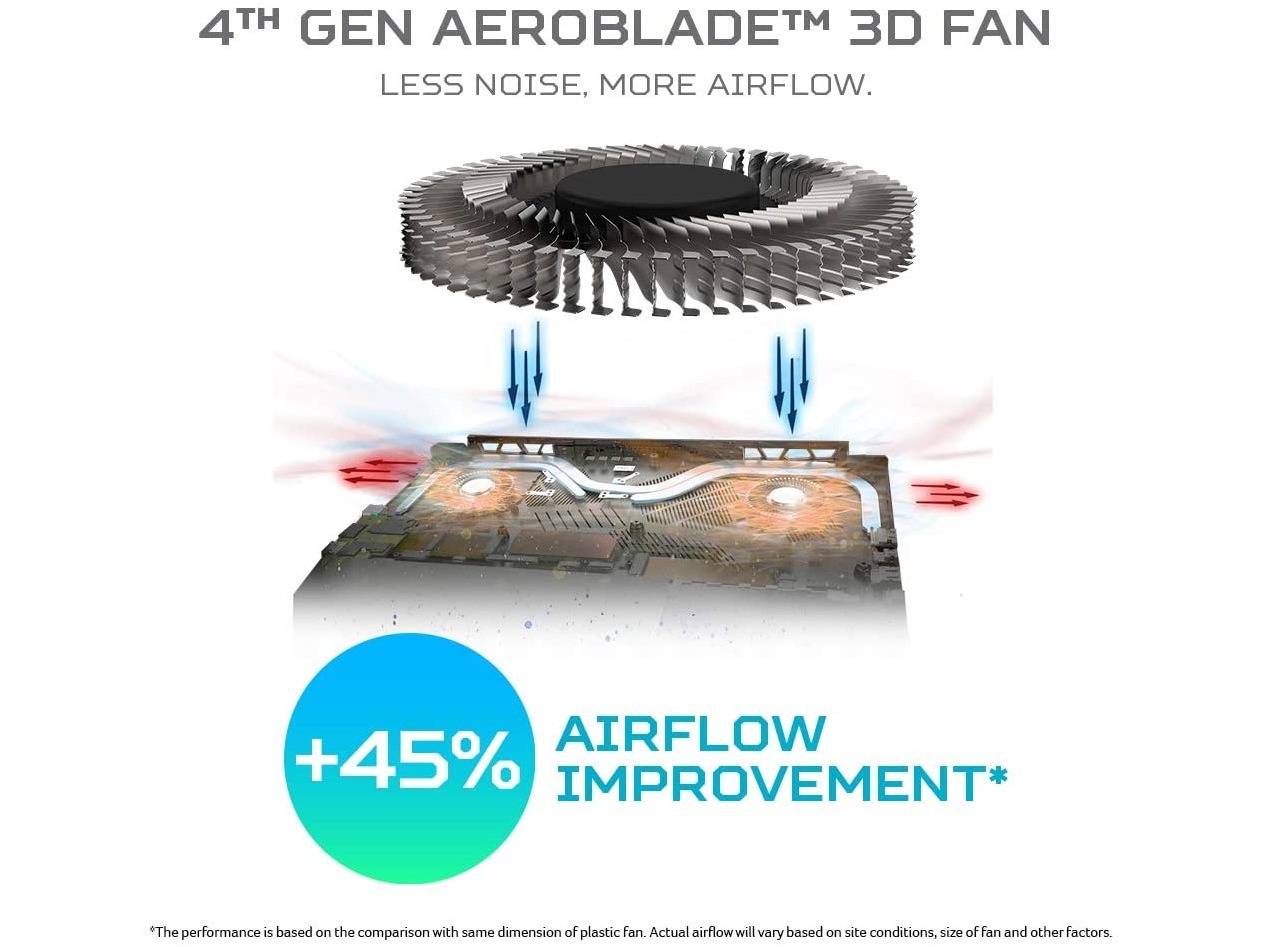 4TH GEN AEROBLADE™ 3D FAN
LESS NOISE, MORE AIRFLOW.
+45%
AIRFLOW
IMPROVEMENT*
*The performance is based on the comparison with same dimension of plastic fan. Actual airflow will vary based on site conditions, size of fan and other factors.